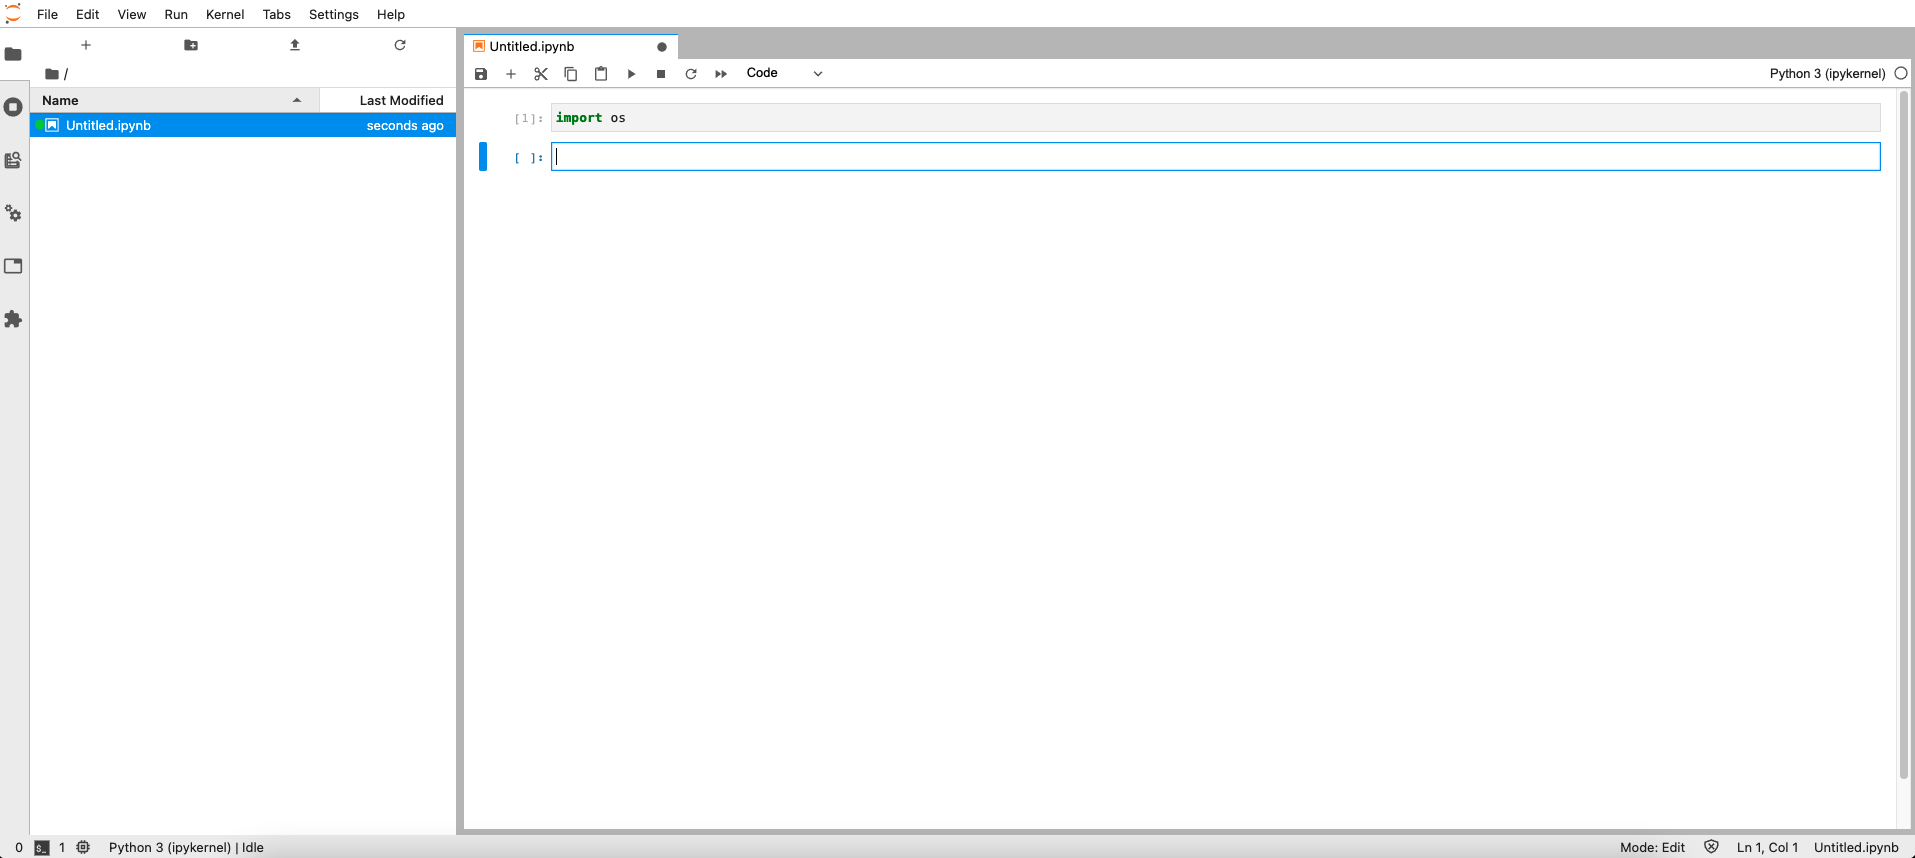 File Edit View Run Kernel Tabs Settings Help
/
Name Last Modified
Untitled.ipynb seconds ago
Untitled.ipynb
Code Python 3 (ipykernel)
[1]: import os
[ ]:
0 $_ 1 Python 3 (ipykernel) | Idle Mode: Edit Ln 1, Col 1 Untitled.ipynb